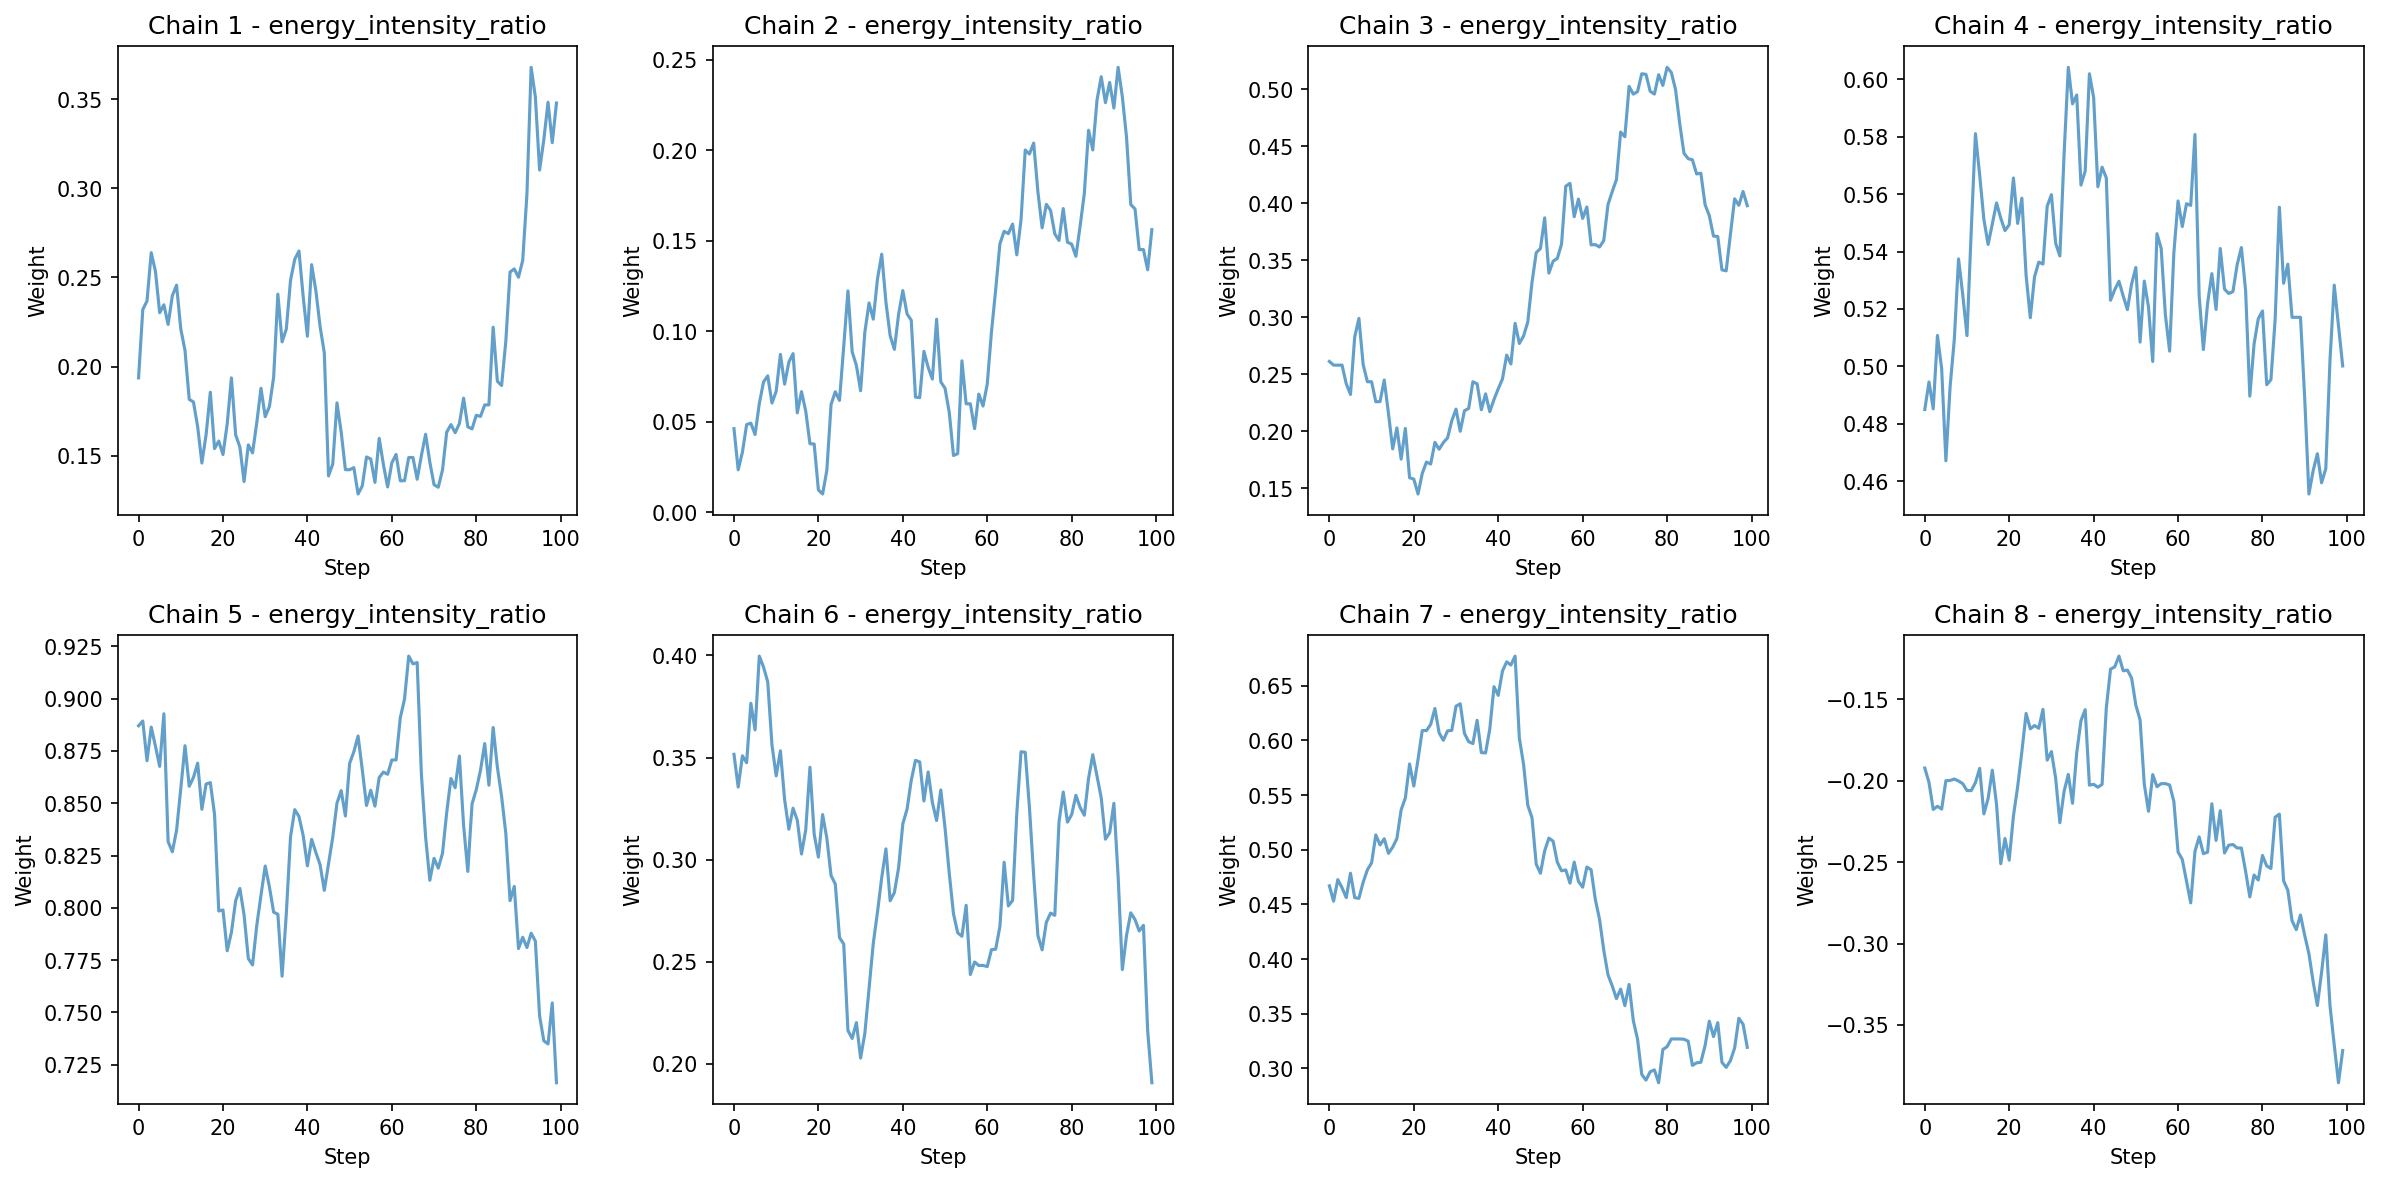 Chain 1 - energy_intensity_ratio
Weight
0.35
0.30
0.25
0.20
0.15
0 20 40 60 80 100
Step
Chain 2 - energy_intensity_ratio
Weight
0.25
0.20
0.15
0.10
0.05
0.00
0 20 40 60 80 100
Step
Chain 3 - energy_intensity_ratio
Weight
0.50
0.45
0.40
0.35
0.30
0.25
0.20
0.15
0 20 40 60 80 100
Step
Chain 4 - energy_intensity_ratio
Weight
0.60
0.58
0.56
0.54
0.52
0.50
0.48
0.46
0 20 40 60 80 100
Step
Chain 5 - energy_intensity_ratio
Weight
0.925
0.900
0.875
0.850
0.825
0.800
0.775
0.750
0.725
0 20 40 60 80 100
Step
Chain 6 - energy_intensity_ratio
Weight
0.40
0.35
0.30
0.25
0.20
0 20 40 60 80 100
Step
Chain 7 - energy_intensity_ratio
Weight
0.65
0.60
0.55
0.50
0.45
0.40
0.35
0.30
0 20 40 60 80 100
Step
Chain 8 - energy_intensity_ratio
Weight
−0.15
−0.20
−0.25
−0.30
−0.35
0 20 40 60 80 100
Step